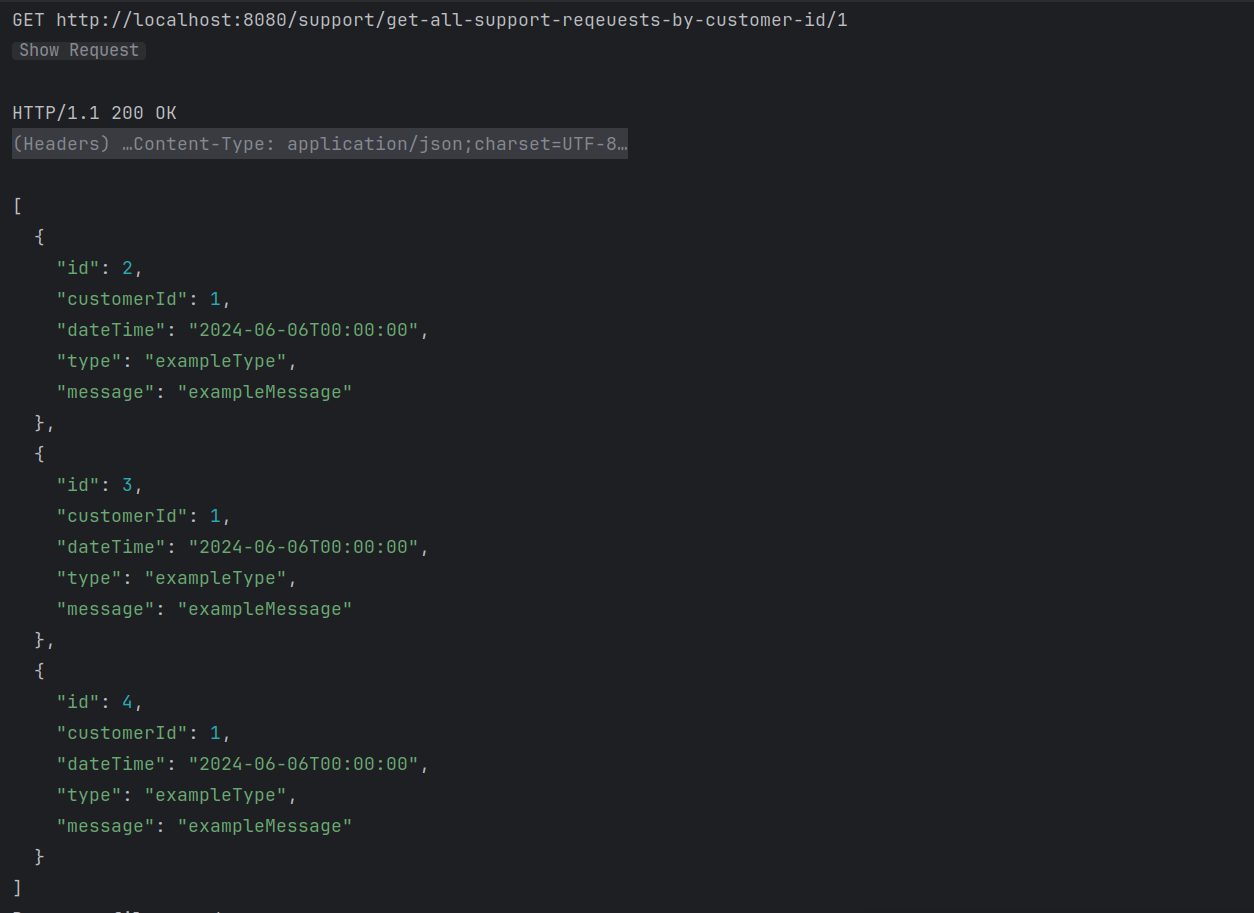 GET http://localhost:8080/support/get-all-support-reqeuests-by-customer-id/1
Show Request
HTTP/1.1 200 OK
(Headers) …Content-Type: application/json;charset=UTF-8…
[
  {
    "id": 2,
    "customerId": 1,
    "dateTime": "2024-06-06T00:00:00",
    "type": "exampleType",
    "message": "exampleMessage"
  },
  {
    "id": 3,
    "customerId": 1,
    "dateTime": "2024-06-06T00:00:00",
    "type": "exampleType",
    "message": "exampleMessage"
  },
  {
    "id": 4,
    "customerId": 1,
    "dateTime": "2024-06-06T00:00:00",
    "type": "exampleType",
    "message": "exampleMessage"
  }
]